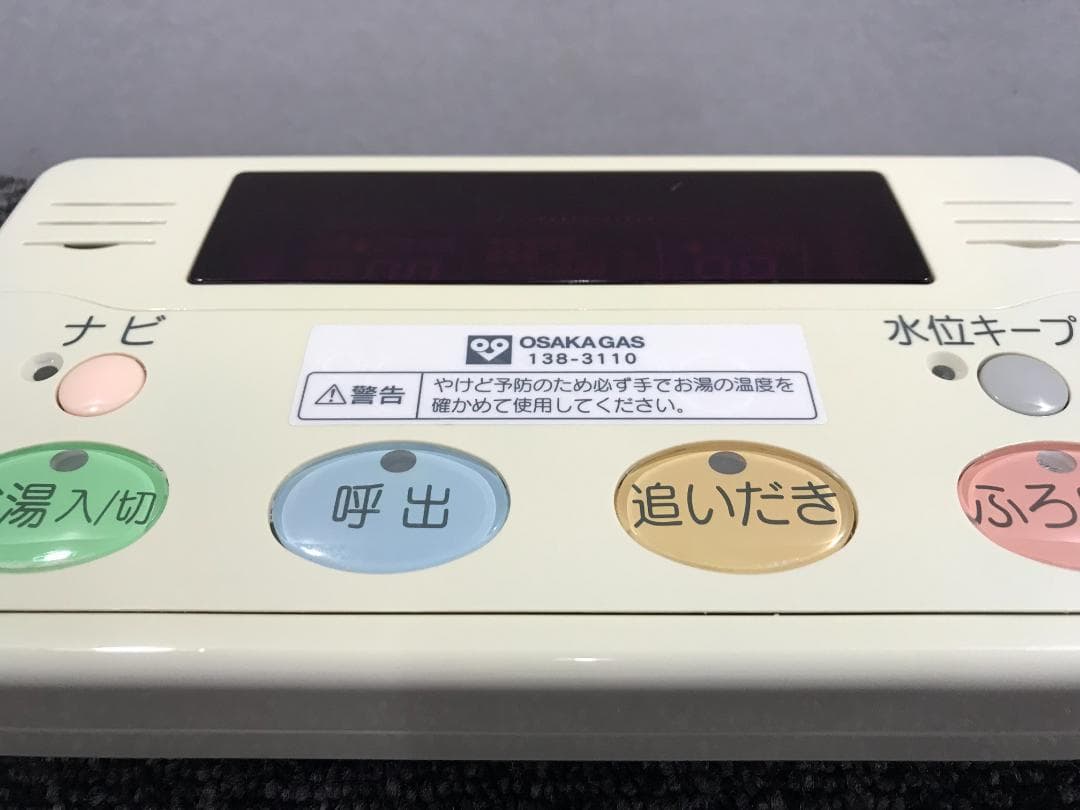 ナビ
水位キープ
OSAKA GAS
138-3110
警告
やけど予防のため必ず手でお湯の温度を
確かめて使用してください。
湯入/切
呼出
追いだき
ふろ